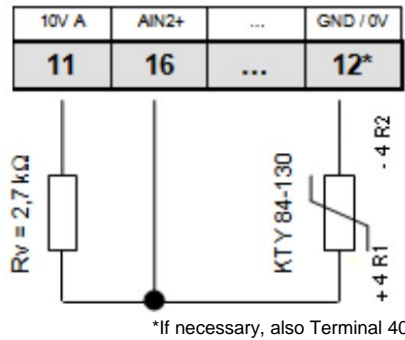 10V A AIN2+ ... GND / 0V
11 16 ... 12*
Rv = 2,7 kΩ
KTY 84-130
- 4 R2
+ 4 R1
*If necessary, also Terminal 40